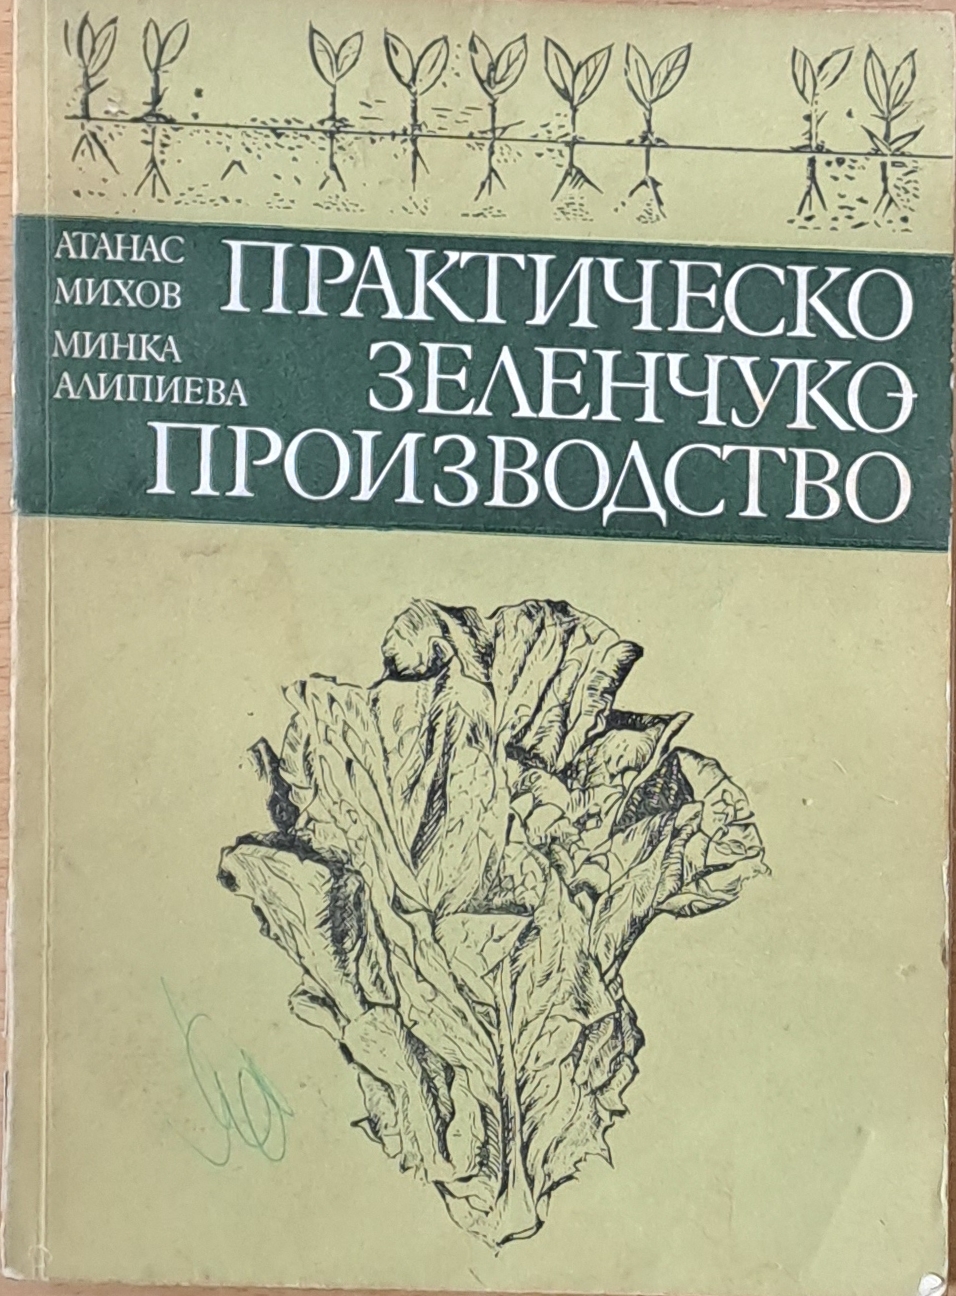 АТАНАС
МИХОВ
МИНКА
АЛИПИЕВА
ПРАКТИЧЕСКО
ЗЕЛЕНЧУКО-
ПРОИЗВОДСТВО